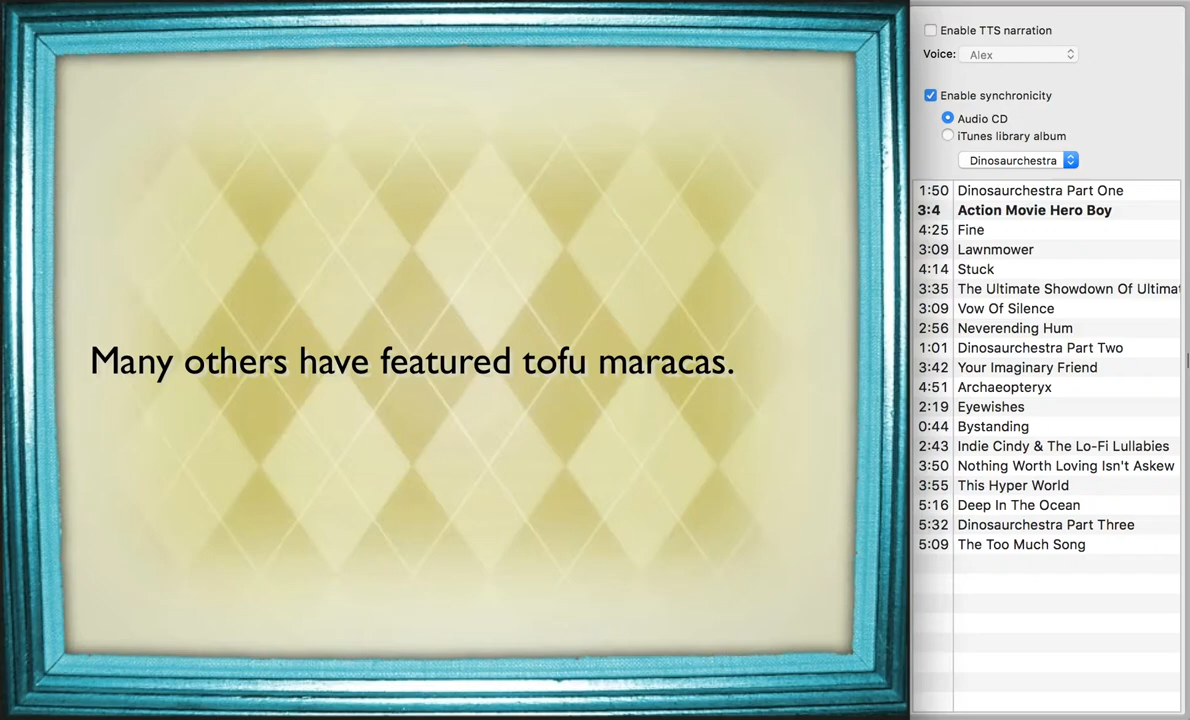 Many others have featured tofu maracas.
Enable TTS narration
Voice: Alex
Enable synchronicity
Audio CD
iTunes library album
Dinosaurchestra
1:50 Dinosaurchestra Part One
3:4 Action Movie Hero Boy
4:25 Fine
3:09 Lawnmower
4:14 Stuck
3:35 The Ultimate Showdown Of Ultimat
3:09 Vow Of Silence
2:56 Neverending Hum
1:01 Dinosaurchestra Part Two
3:42 Your Imaginary Friend
4:51 Archaeopteryx
2:19 Eyewishes
0:44 Bystanding
2:43 Indie Cindy & The Lo-Fi Lullabies
3:50 Nothing Worth Loving Isn't Askew
3:55 This Hyper World
5:16 Deep In The Ocean
5:32 Dinosaurchestra Part Three
5:09 The Too Much Song